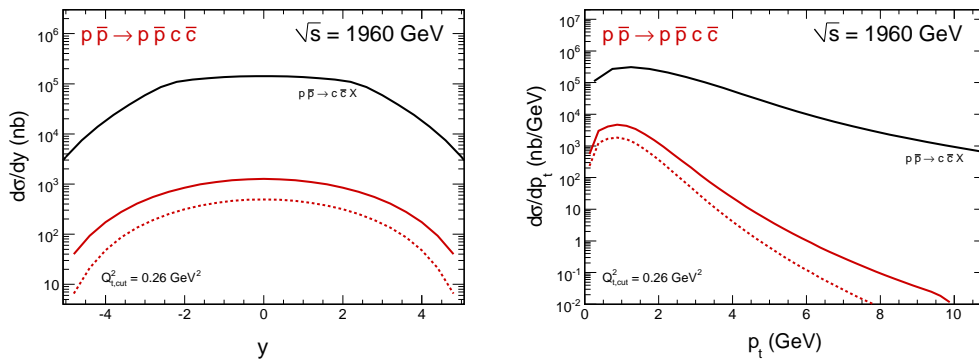 p p̅ → p p̅ c c̅
√s = 1960 GeV
p p̅ → c c̅ X
Q²t,cut = 0.26 GeV²
dσ/dy (nb)
10⁶
10⁵
10⁴
10³
10²
10
-4 -2 0 2 4
y
p p̅ → p p̅ c c̅
√s = 1960 GeV
p p̅ → c c̅ X
Q²t,cut = 0.26 GeV²
dσ/dpt (nb/GeV)
10⁷
10⁶
10⁵
10⁴
10³
10²
10
1
10⁻¹
10⁻²
0 2 4 6 8 10
pt (GeV)